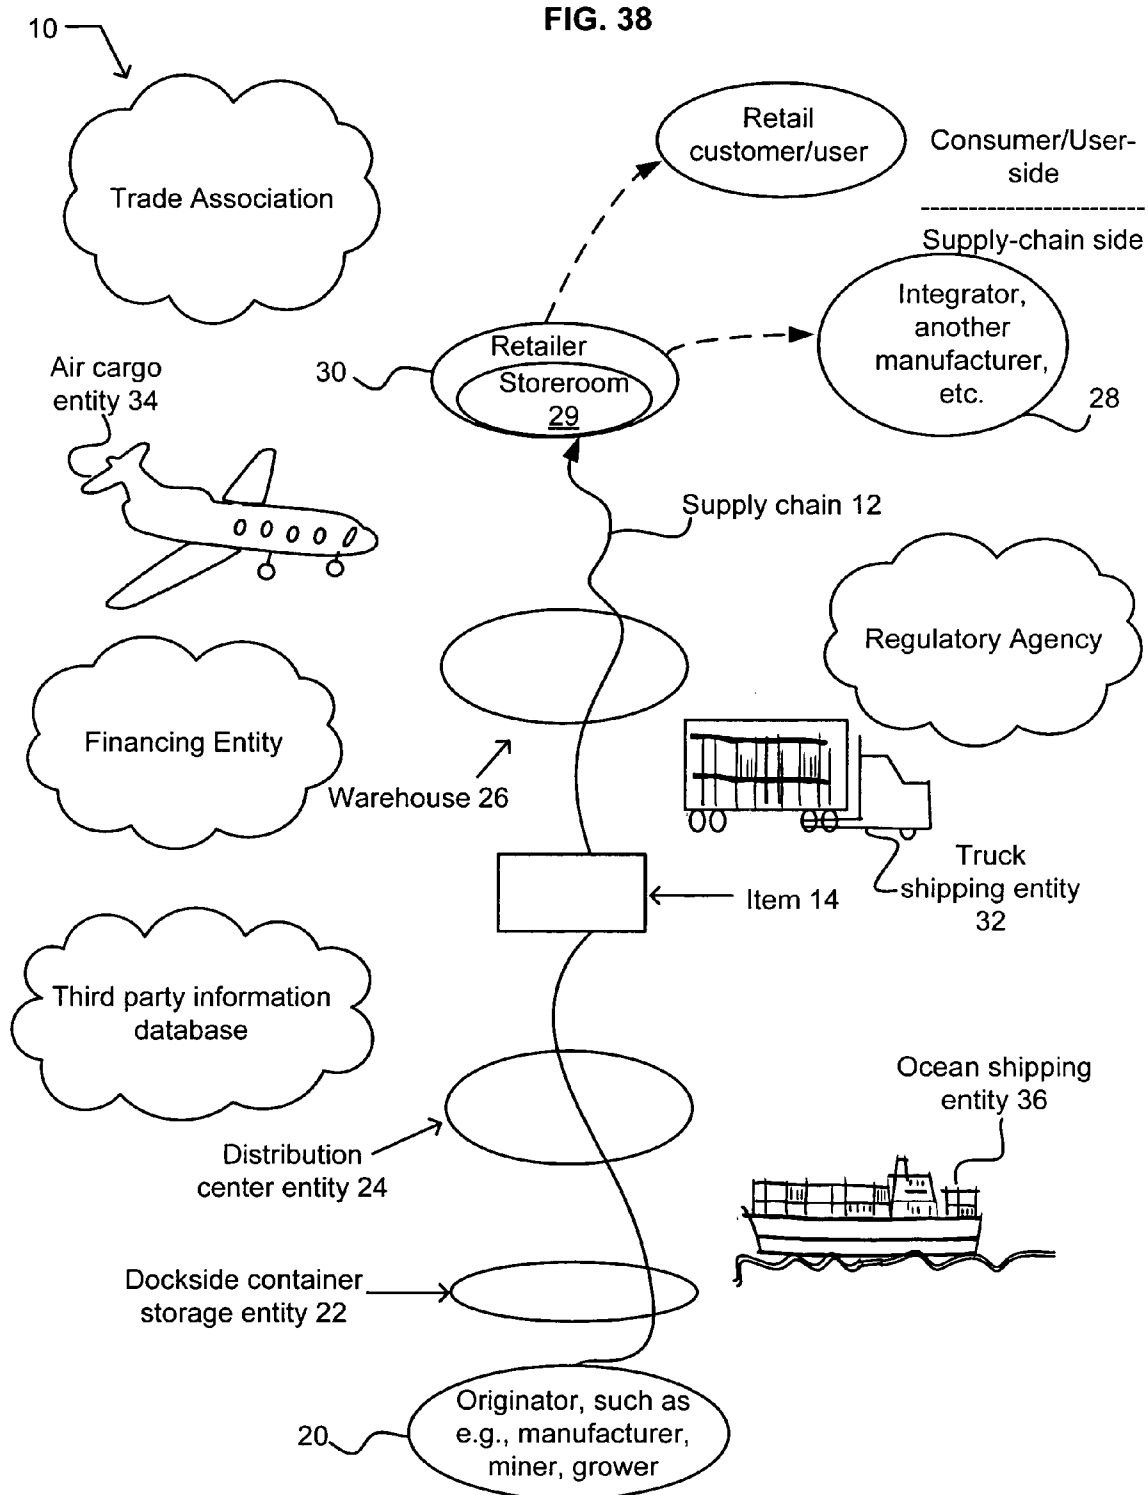 FIG. 38
10
Trade Association
Retail
customer/user
Consumer/User-
side
Supply-chain side
Integrator,
another
manufacturer,
etc.
28
Retailer
30
Storeroom
29
Air cargo
entity 34
Supply chain 12
Regulatory Agency
Financing Entity
Warehouse 26
Truck
shipping entity
32
Item 14
Third party information
database
Ocean shipping
entity 36
Distribution
center entity 24
Dockside container
storage entity 22
Originator, such as
e.g., manufacturer,
miner, grower
20